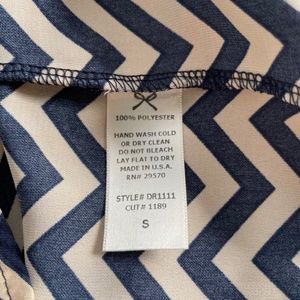 100% POLYESTER
HAND WASH COLD
OR DRY CLEAN
DO NOT BLEACH
LAY FLAT TO DRY
MADE IN U.S.A.
RN# 29570
STYLE# DR1111
CUT# 1189
S